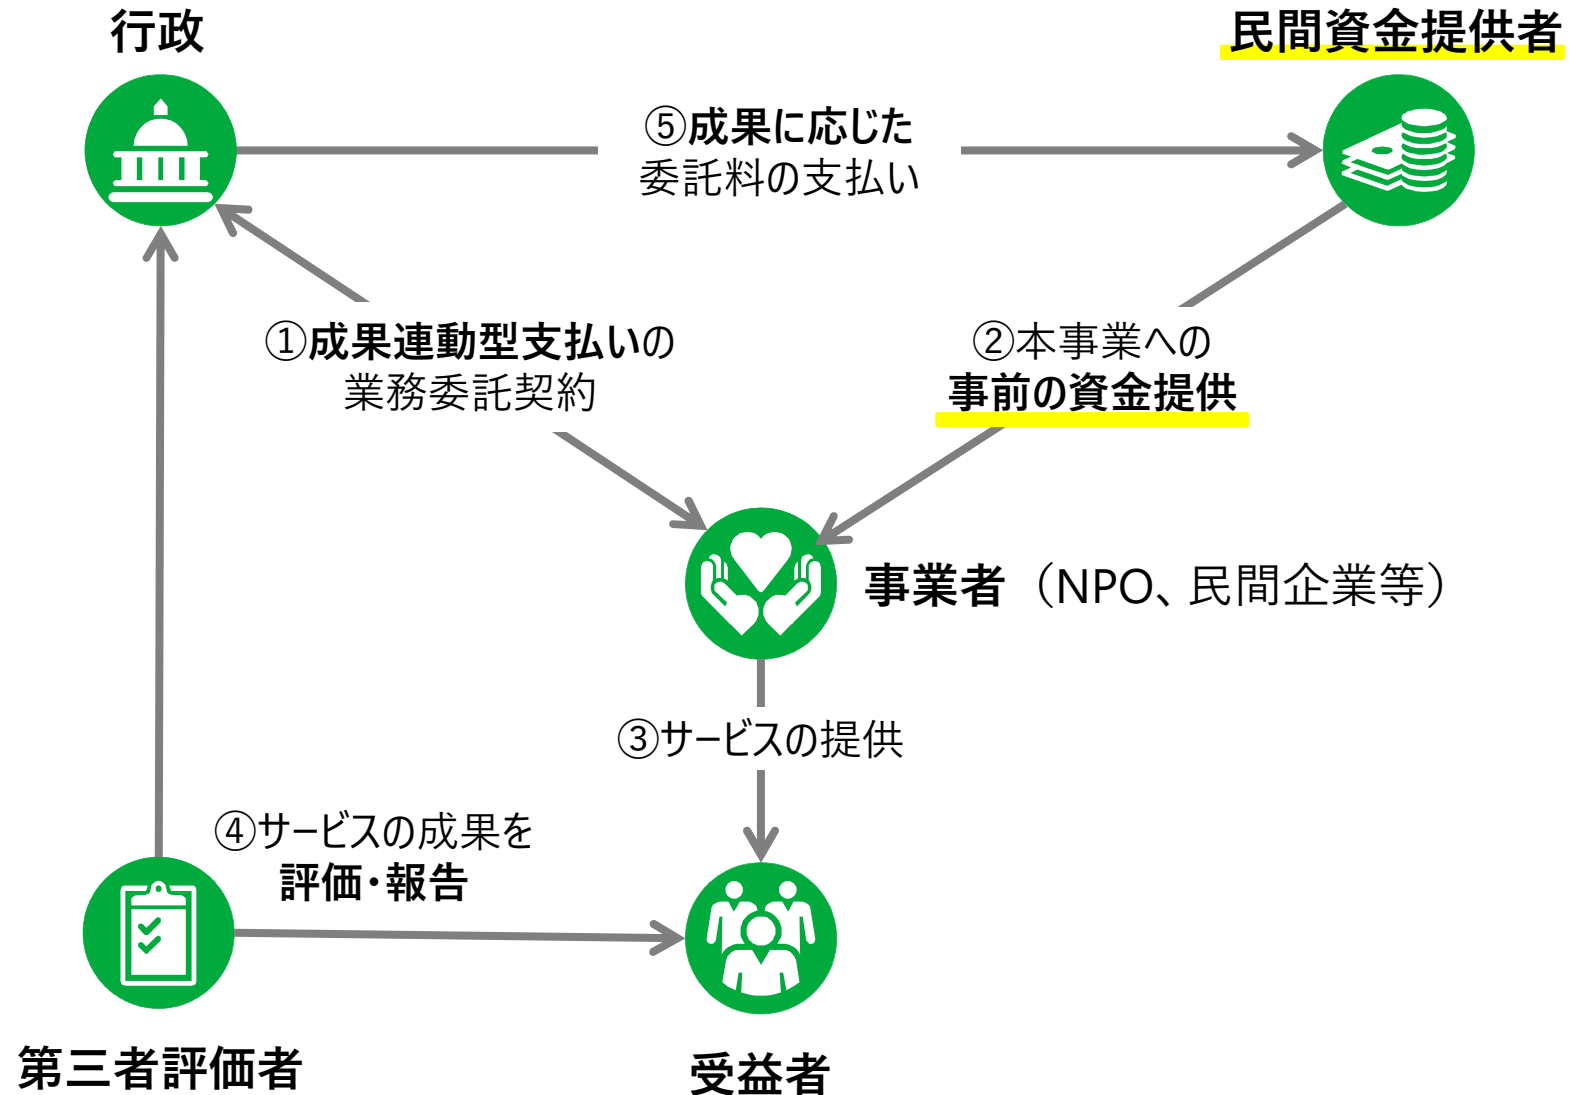 行政
民間資金提供者
⑤成果に応じた
委託料の支払い
①成果連動型支払いの
業務委託契約
②本事業への
事前の資金提供
事業者（NPO、民間企業等）
③サービスの提供
④サービスの成果を
評価・報告
第三者評価者
受益者